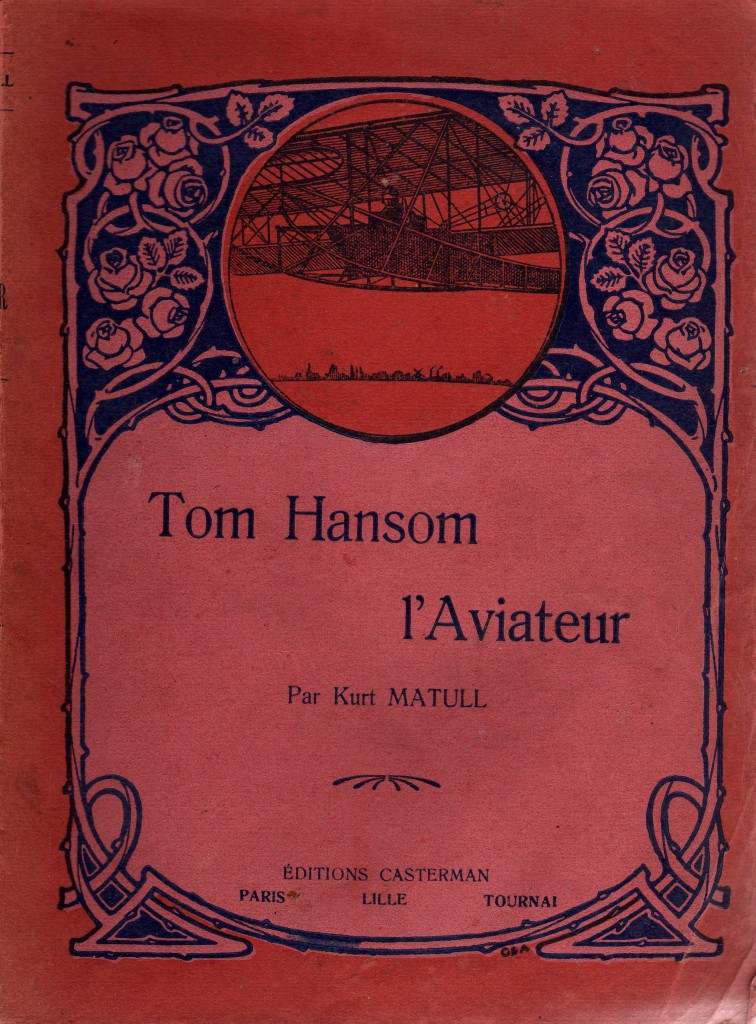 Tom Hansom
l'Aviateur
Par Kurt MATULL
ÉDITIONS CASTERMAN
PARIS LILLE TOURNAI